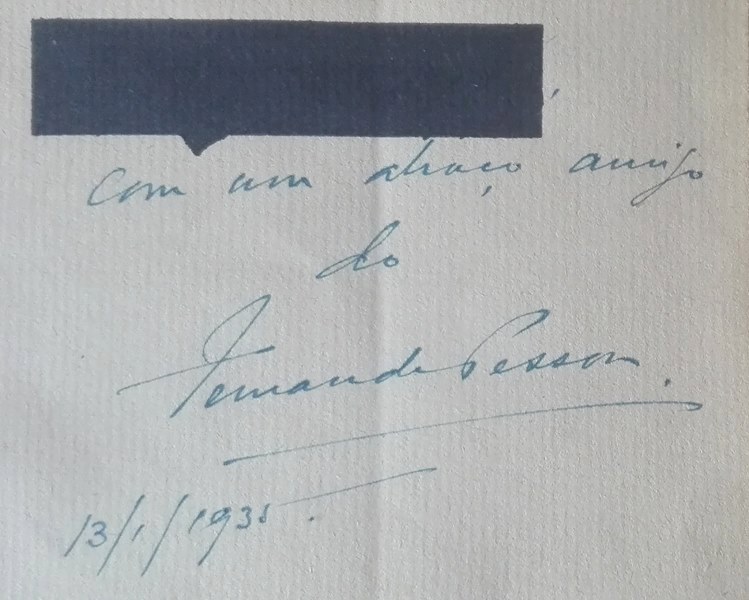 com um abraço amigo
do
Fernando Pessoa.
13/1/1935.